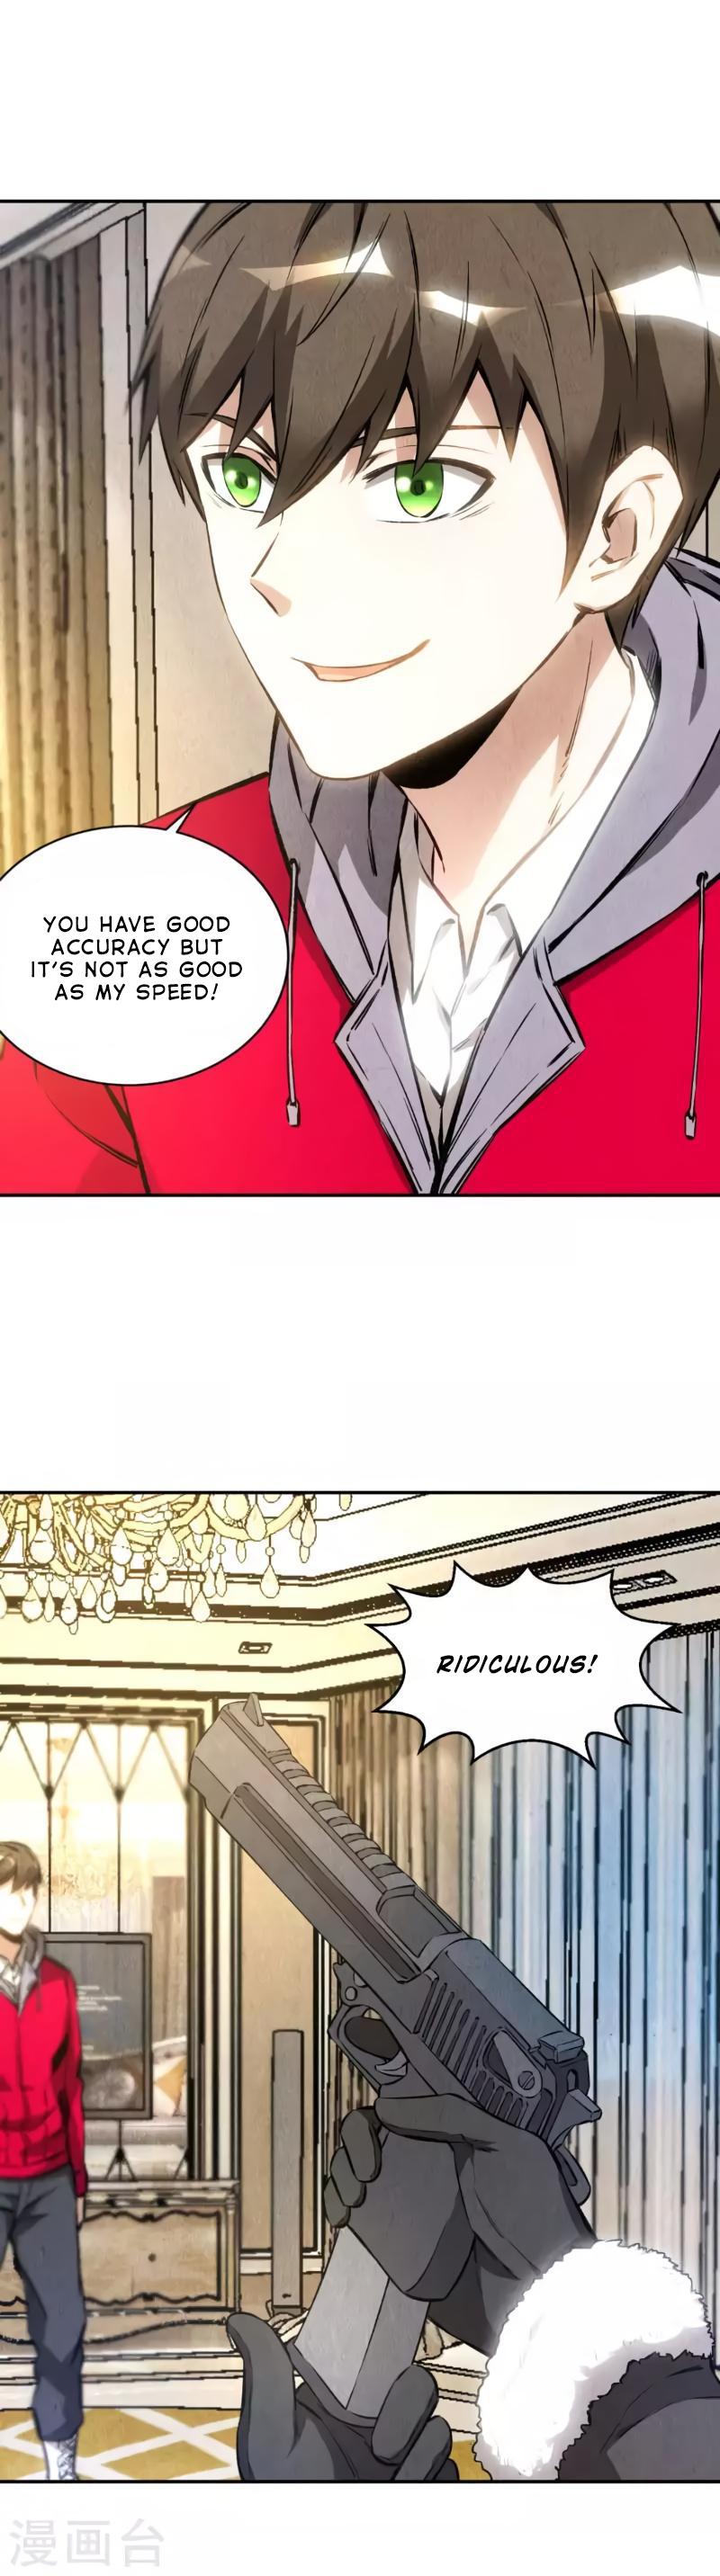 YOU HAVE GOOD
ACCURACY BUT
IT'S NOT AS GOOD
AS MY SPEED!
RIDICULOUS!
漫画台